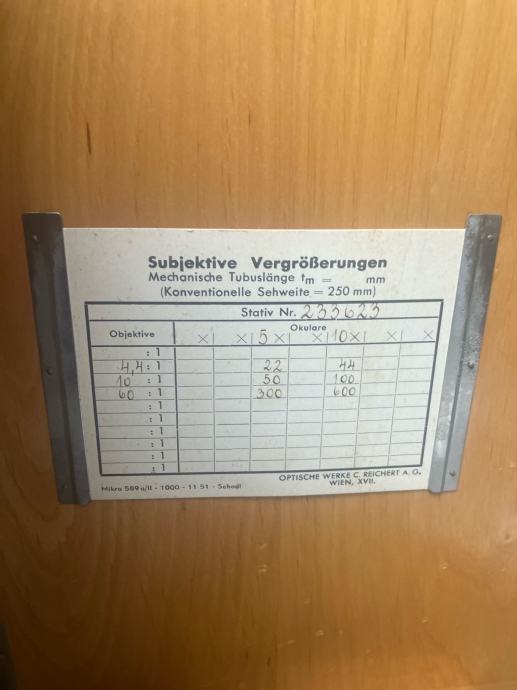 Subjektive Vergrößerungen
Mechanische Tubuslänge tm = mm
(Konventionelle Sehweite = 250 mm)
Stativ Nr. 233623
Objektive Okulare
× × 5× × 10× × ×
: 1
4,4 : 1 22 44
10 : 1 50 100
60 : 1 300 600
: 1
: 1
: 1
: 1
: 1
: 1
OPTISCHE WERKE C. REICHERT A. G.
WIEN, XVII.
Mikro 589 a/II - 1000 - 11 51 -